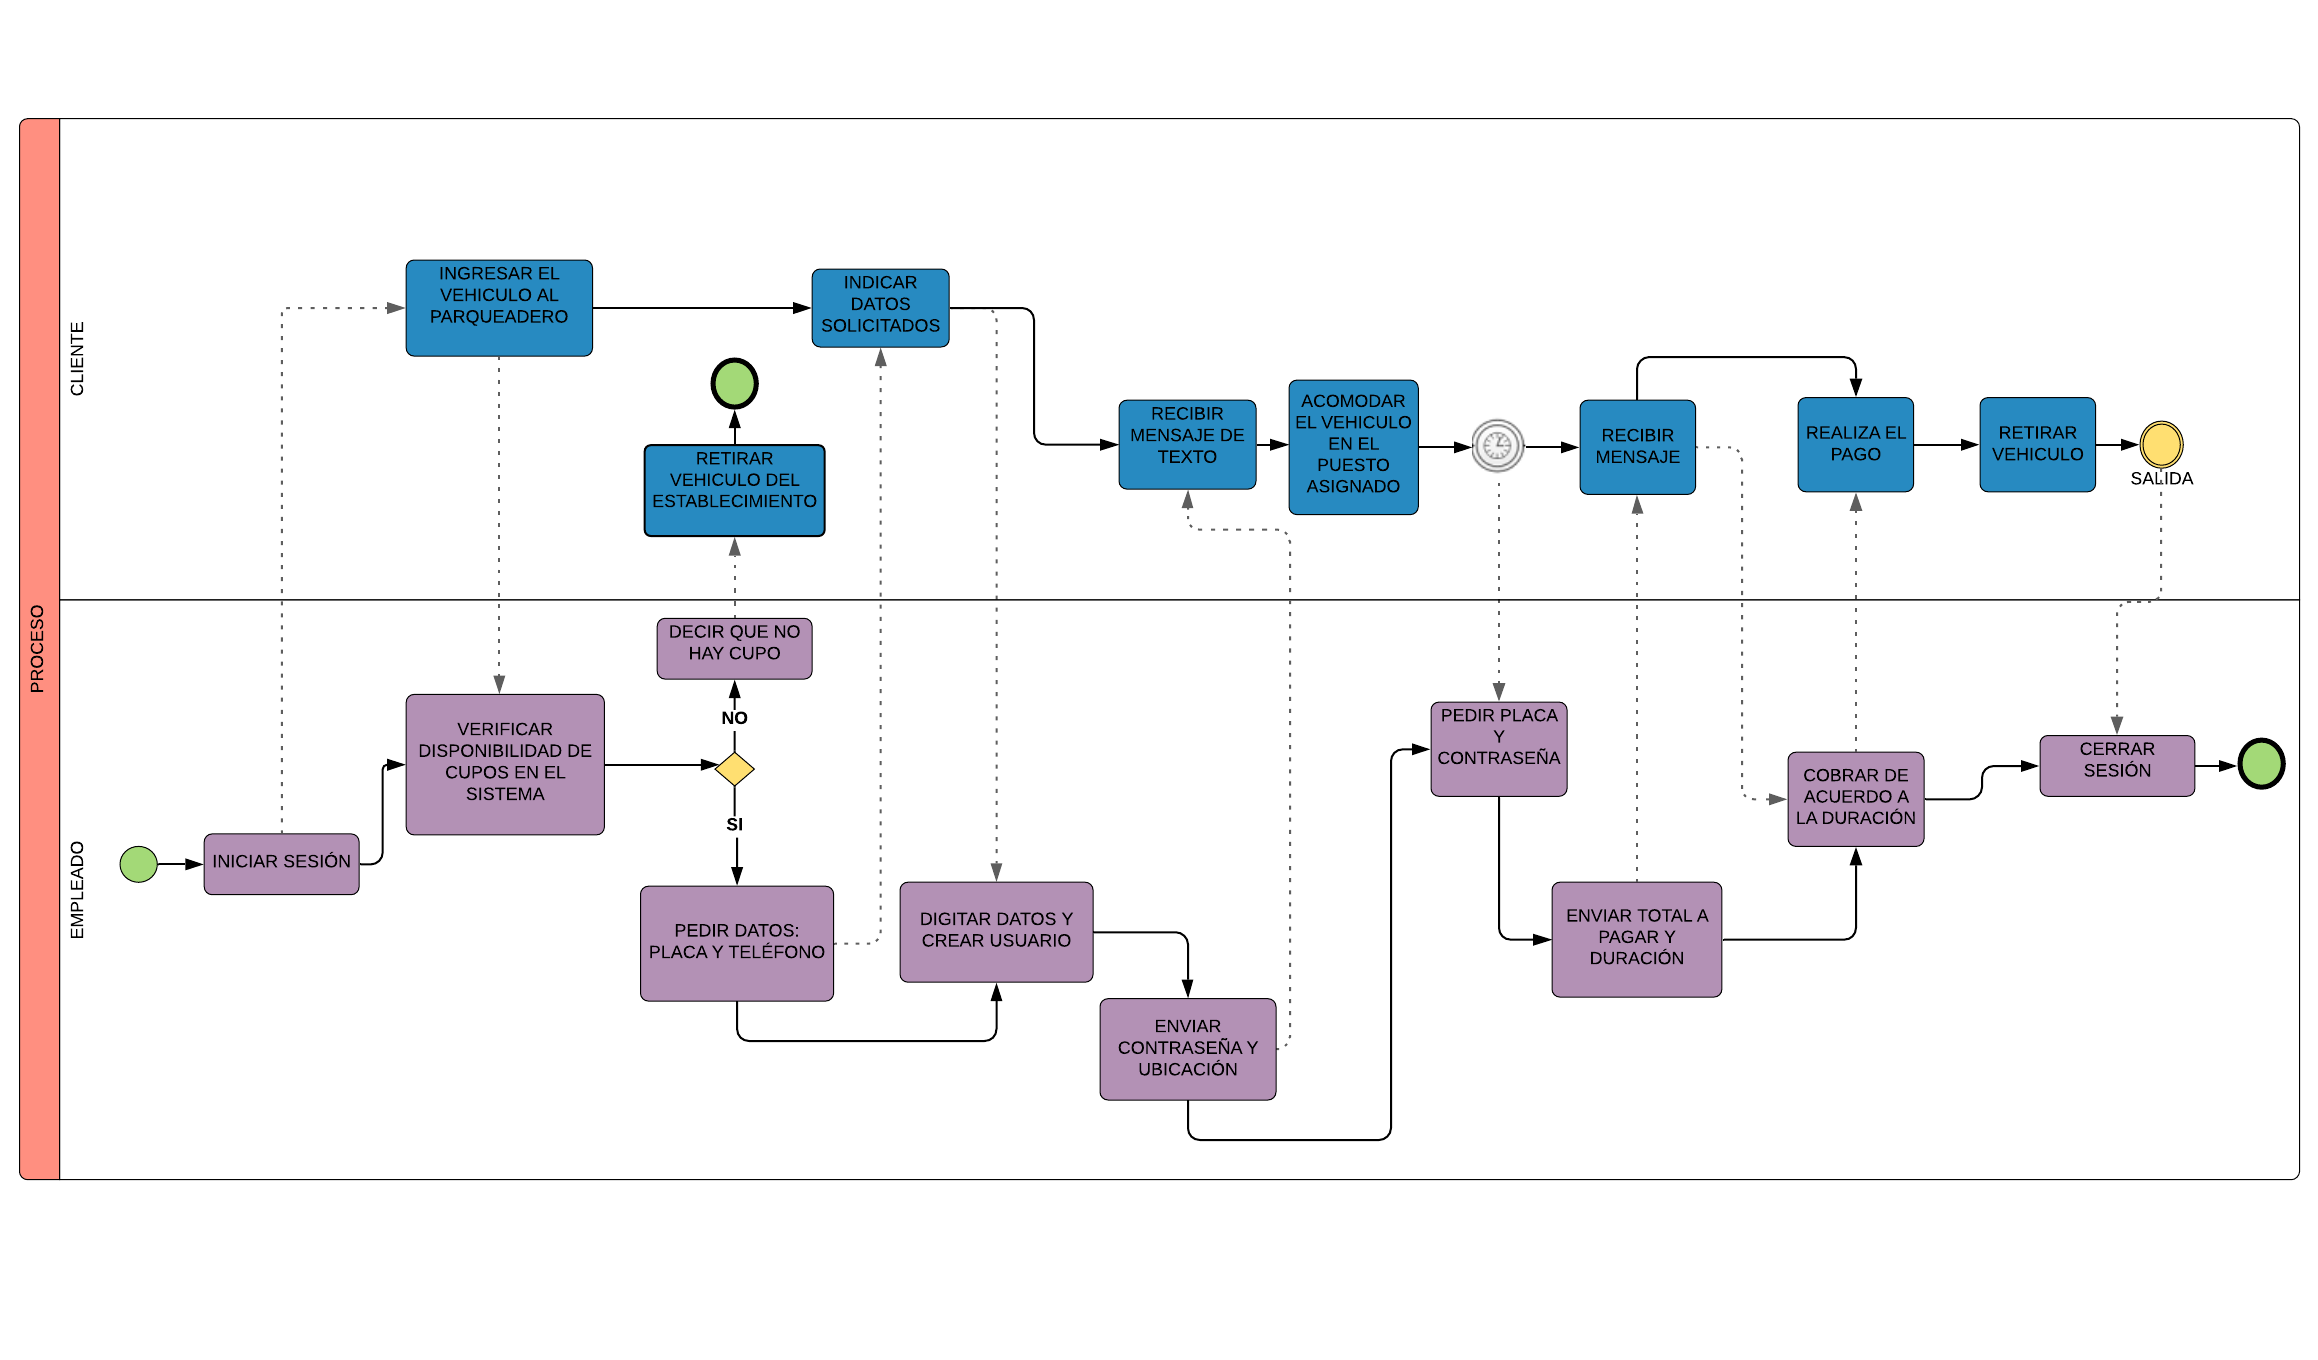 PROCESO
CLIENTE
INGRESAR EL
VEHICULO AL
PARQUEADERO
INDICAR
DATOS
SOLICITADOS
RETIRAR
VEHICULO DEL
ESTABLECIMIENTO
RECIBIR
MENSAJE DE
TEXTO
ACOMODAR
EL VEHICULO
EN EL
PUESTO
ASIGNADO
RECIBIR
MENSAJE
REALIZA EL
PAGO
RETIRAR
VEHICULO
SALIDA
EMPLEADO
INICIAR SESIÓN
VERIFICAR
DISPONIBILIDAD DE
CUPOS EN EL
SISTEMA
DECIR QUE NO
HAY CUPO
NO
SI
PEDIR DATOS:
PLACA Y TELÉFONO
DIGITAR DATOS Y
CREAR USUARIO
ENVIAR
CONTRASEÑA Y
UBICACIÓN
PEDIR PLACA
Y
CONTRASEÑA
ENVIAR TOTAL A
PAGAR Y
DURACIÓN
COBRAR DE
ACUERDO A
LA DURACIÓN
CERRAR
SESIÓN